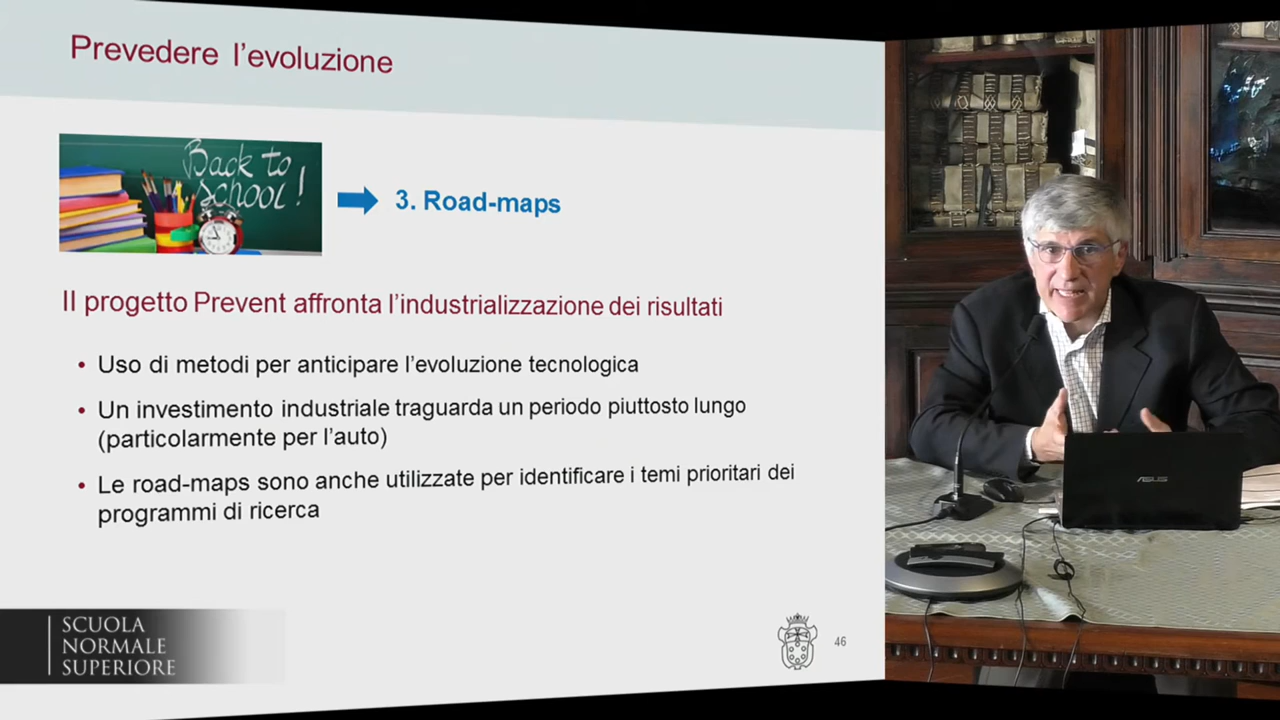 Prevedere l'evoluzione
Back to
school!
3. Road-maps
Il progetto Prevent affronta l'industrializzazione dei risultati
• Uso di metodi per anticipare l'evoluzione tecnologica
• Un investimento industriale traguarda un periodo piuttosto lungo
(particolarmente per l'auto)
• Le road-maps sono anche utilizzate per identificare i temi prioritari dei
programmi di ricerca
SCUOLA
NORMALE
SUPERIORE
46
ASUS